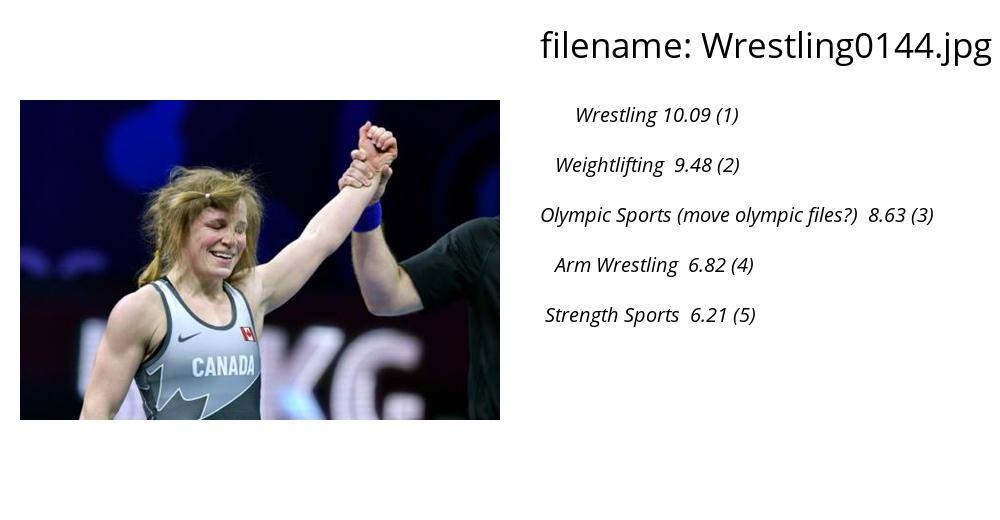 filename: Wrestling0144.jpg
Wrestling 10.09 (1)
Weightlifting 9.48 (2)
Olympic Sports (move olympic files?) 8.63 (3)
Arm Wrestling 6.82 (4)
Strength Sports 6.21 (5)
CANADA
KG